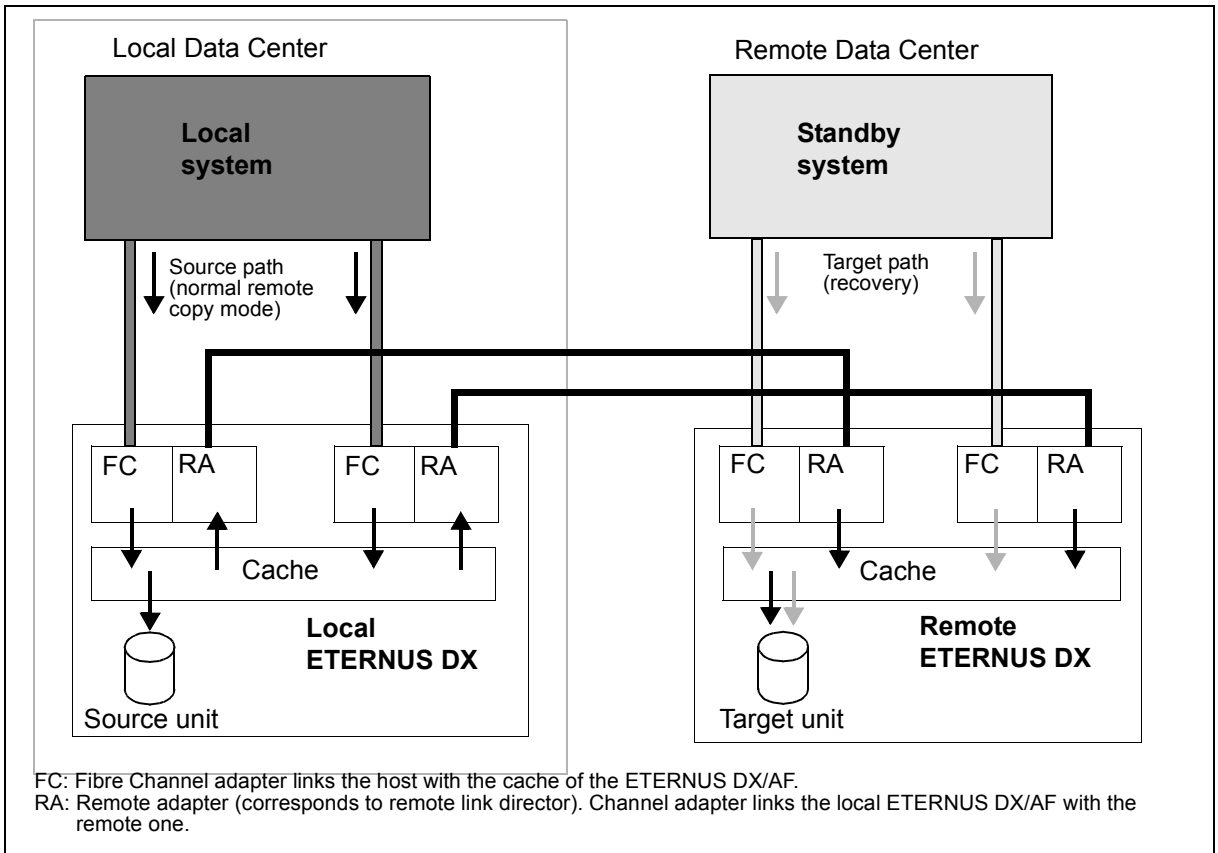 Local Data Center
Remote Data Center
Local
system
Standby
system
Source path
(normal remote
copy mode)
Target path
(recovery)
FC
RA
FC
RA
FC
RA
FC
RA
Cache
Cache
Local
ETERNUS DX
Remote
ETERNUS DX
Source unit
Target unit
FC: Fibre Channel adapter links the host with the cache of the ETERNUS DX/AF.
RA: Remote adapter (corresponds to remote link director). Channel adapter links the local ETERNUS DX/AF with the
remote one.